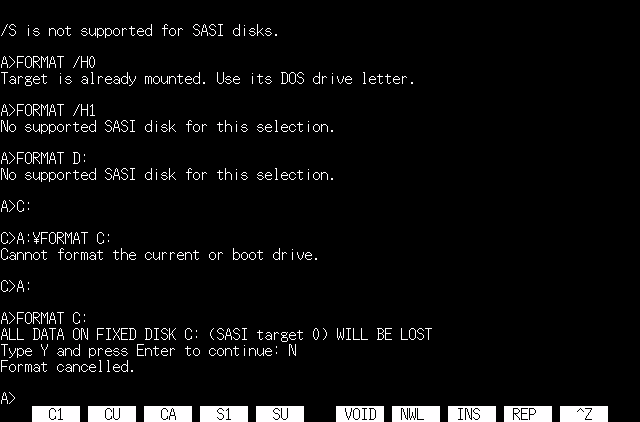 /S is not supported for SASI disks.
A>FORMAT /H0
Target is already mounted. Use its DOS drive letter.
A>FORMAT /H1
No supported SASI disk for this selection.
A>FORMAT D:
No supported SASI disk for this selection.
A>C:
C>A:¥FORMAT C:
Cannot format the current or boot drive.
C>A:
A>FORMAT C:
ALL DATA ON FIXED DISK C: (SASI target 0) WILL BE LOST
Type Y and press Enter to continue: N
Format cancelled.
A>
C1 CU CA S1 SU VOID NWL INS REP ^Z